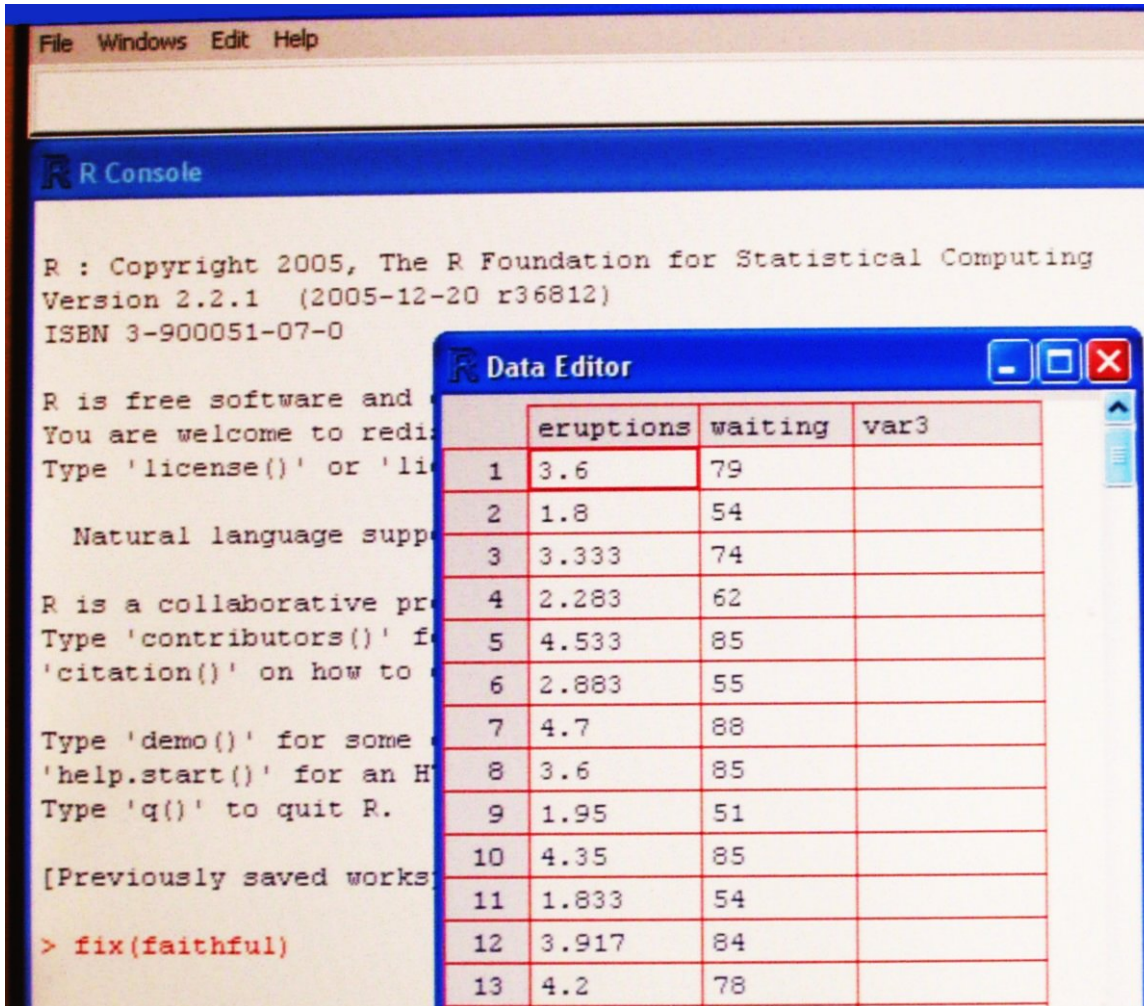 File Windows Edit Help
R Console
R : Copyright 2005, The R Foundation for Statistical Computing
Version 2.2.1 (2005-12-20 r36812)
ISBN 3-900051-07-0
R is free software and
You are welcome to redi
Type 'license()' or 'li
Natural language supp
R is a collaborative pr
Type 'contributors()' f
'citation()' on how to
Type 'demo()' for some
'help.start()' for an H
Type 'q()' to quit R.
[Previously saved works
> fix(faithful)
Data Editor
eruptions waiting var3
1 3.6 79
2 1.8 54
3 3.333 74
4 2.283 62
5 4.533 85
6 2.883 55
7 4.7 88
8 3.6 85
9 1.95 51
10 4.35 85
11 1.833 54
12 3.917 84
13 4.2 78